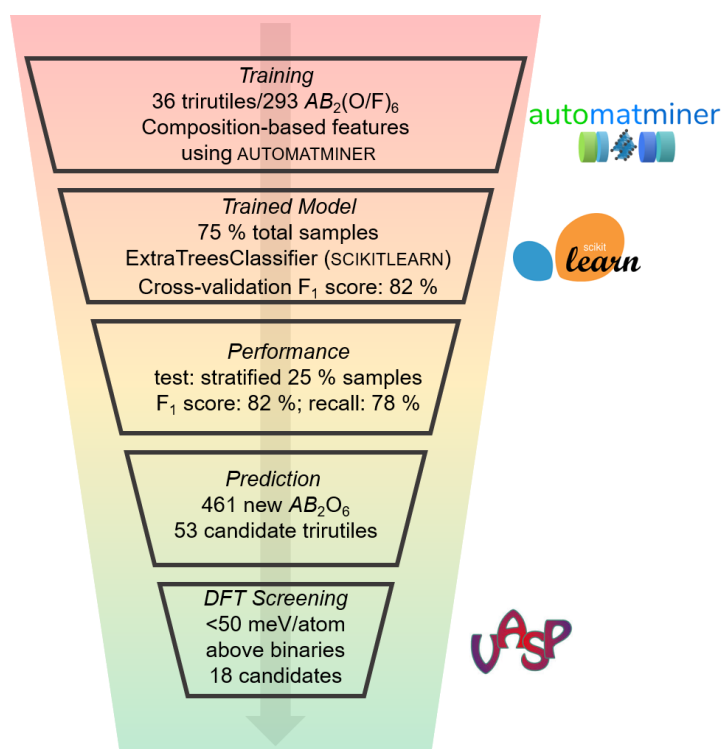 Training
36 trirutiles/293 AB₂(O/F)₆
Composition-based features
using AUTOMATMINER
automatminer
Trained Model
75 % total samples
ExtraTreesClassifier (SCIKITLEARN)
Cross-validation F₁ score: 82 %
scikit
learn
Performance
test: stratified 25 % samples
F₁ score: 82 %; recall: 78 %
Prediction
461 new AB₂O₆
53 candidate trirutiles
DFT Screening
<50 meV/atom
above binaries
18 candidates
VASP